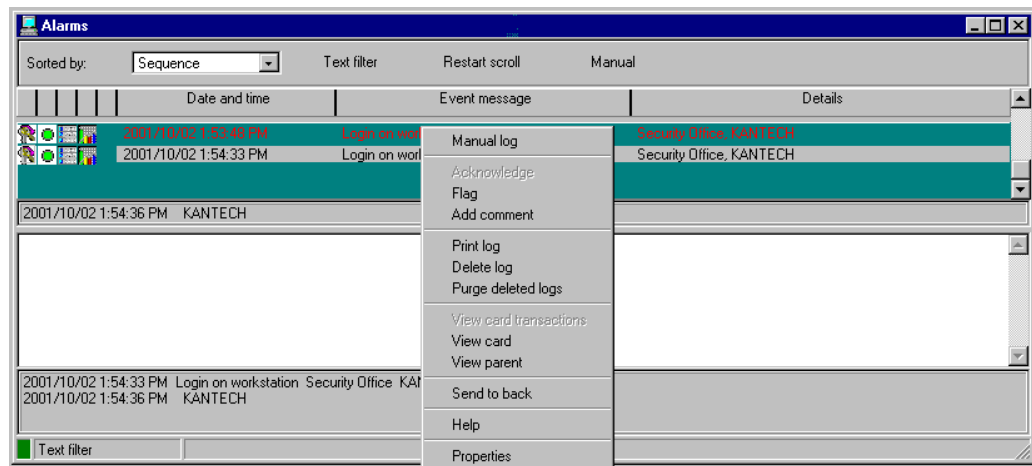 Alarms
Sorted by: Sequence Text filter Restart scroll Manual
Date and time Event message Details
2001/10/02 1:53:48 PM Login on wor Security Office, KANTECH
2001/10/02 1:54:33 PM Login on worl Security Office, KANTECH
2001/10/02 1:54:36 PM KANTECH
Manual log
Acknowledge
Flag
Add comment
Print log
Delete log
Purge deleted logs
View card transactions
View card
View parent
Send to back
Help
Properties
2001/10/02 1:54:33 PM Login on workstation Security Office KAN
2001/10/02 1:54:36 PM KANTECH
Text filter